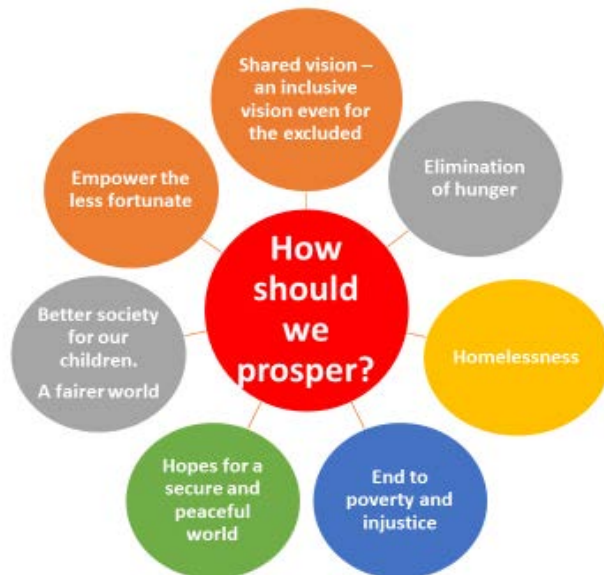 Shared vision –
an inclusive
vision even for
the excluded
Elimination
of hunger
Homelessness
End to
poverty and
injustice
Hopes for a
secure and
peaceful
world
Better society
for our
children.
A fairer world
Empower the
less fortunate
How
should
we
prosper?